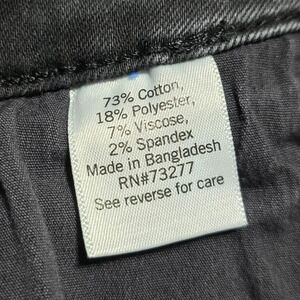 73% Cotton,
18% Polyester,
7% Viscose,
2% Spandex
Made in Bangladesh
RN#73277
See reverse for care